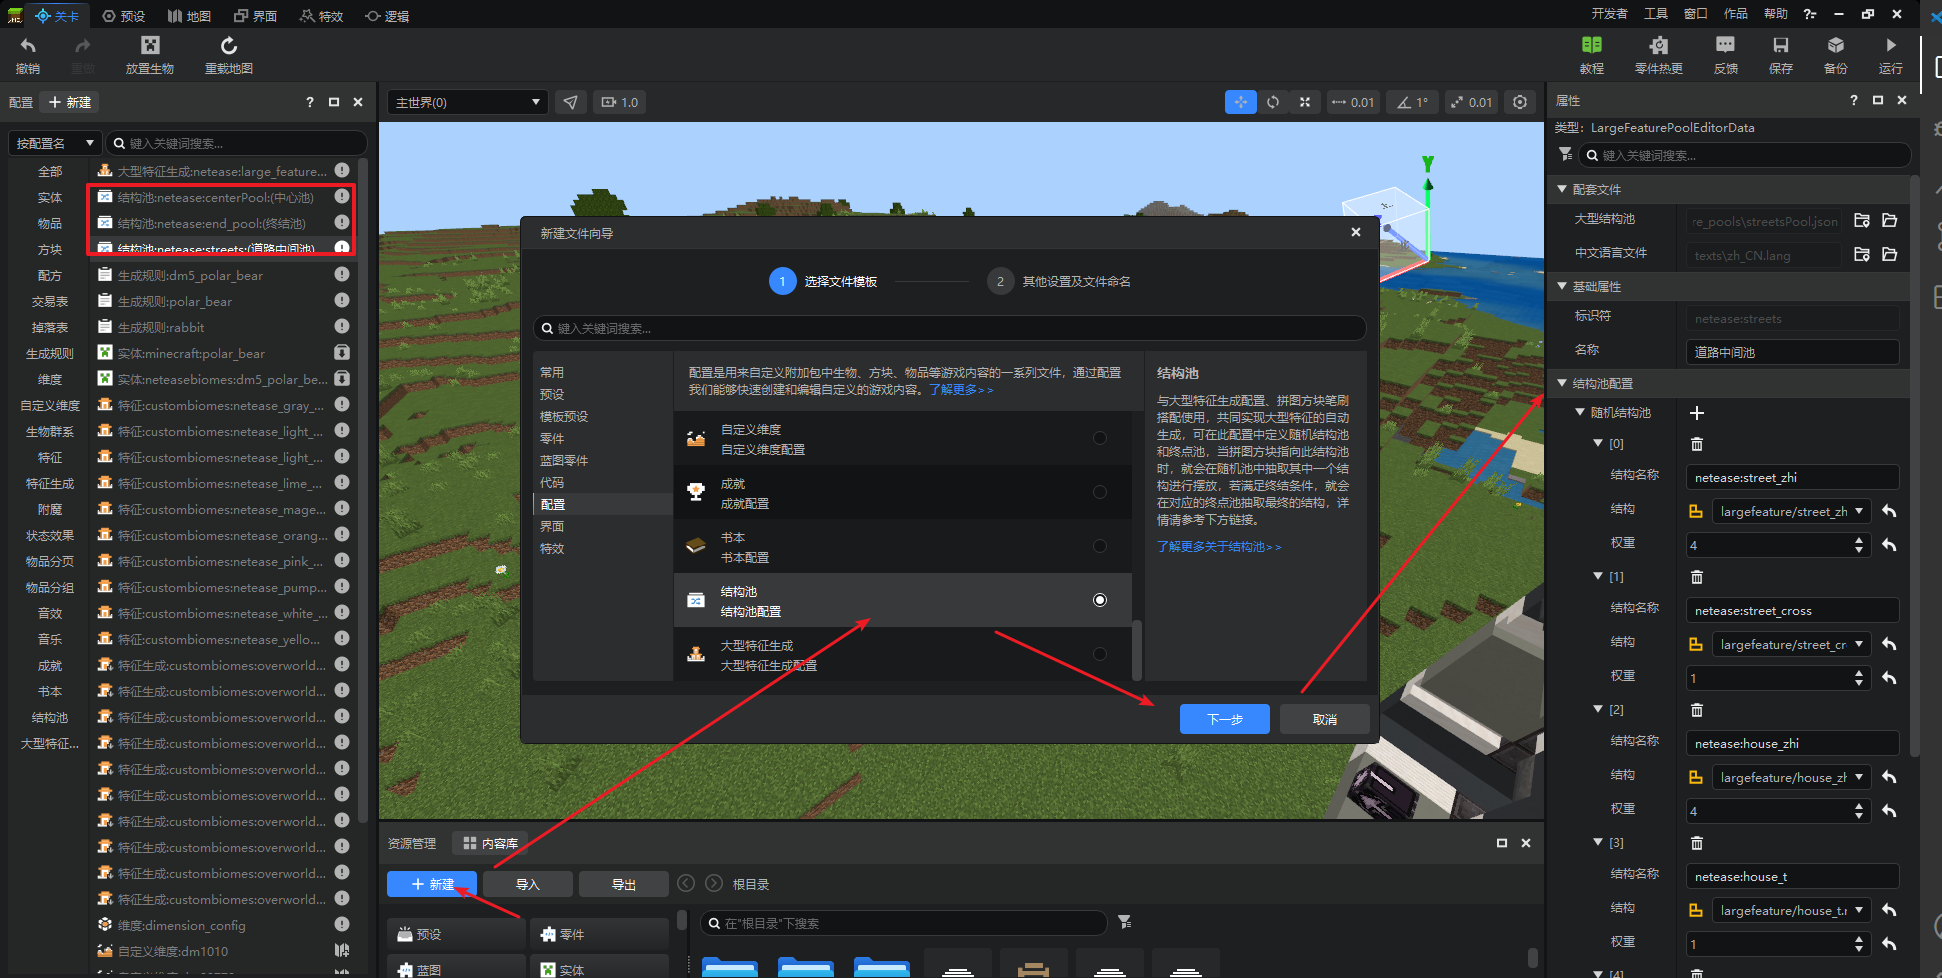 关卡
预设
地图
界面
特效
逻辑
开发者
工具
窗口
作品
帮助
撤销
重做
放置生物
重载地图
教程
零件热更
反馈
保存
备份
运行
配置
新建
按配置名
键入关键词搜索...
全部
实体
物品
方块
配方
交易表
掉落表
生成规则
维度
自定义维度
生物群系
特征
特征生成
附魔
状态效果
物品分页
物品分组
音效
音乐
成就
书本
结构池
大型特征...
大型特征生成:netease:large_feature...
结构池:netease:centerPool:(中心池)
结构池:netease:end_pool:(终结池)
结构池:netease:streets:(道路中间池)
生成规则:dm5_polar_bear
生成规则:polar_bear
生成规则:rabbit
实体:minecraft:polar_bear
实体:neteasebiomes:dm5_polar_be...
特征:custombiomes:netease_gray_...
特征:custombiomes:netease_light_...
特征:custombiomes:netease_light_...
特征:custombiomes:netease_lime_...
特征:custombiomes:netease_mage...
特征:custombiomes:netease_orang...
特征:custombiomes:netease_pink_...
特征:custombiomes:netease_pump...
特征:custombiomes:netease_white_...
特征:custombiomes:netease_yello...
特征生成:custombiomes:overworld...
特征生成:custombiomes:overworld...
特征生成:custombiomes:overworld...
特征生成:custombiomes:overworld...
特征生成:custombiomes:overworld...
特征生成:custombiomes:overworld...
特征生成:custombiomes:overworld...
特征生成:custombiomes:overworld...
特征生成:custombiomes:overworld...
特征生成:custombiomes:overworld...
维度:dimension_config
自定义维度:dm1010
主世界(0)
1.0
0.01
1°
0.01
Y
新建文件向导
1
选择文件模板
2
其他设置及文件命名
键入关键词搜索...
常用
预设
模板预设
零件
蓝图零件
代码
配置
界面
特效
配置是用来自定义附加包中生物、方块、物品等游戏内容的一系列文件，通过配置
我们能够快速创建和编辑自定义的游戏内容。了解更多>>
自定义维度
自定义维度配置
成就
成就配置
书本
书本配置
结构池
结构池配置
大型特征生成
大型特征生成配置
结构池
与大型特征生成配置、拼图方块笔刷
搭配使用，共同实现大型特征的自动
生成，可在此配置中定义随机结构池
和终点池，当拼图方块指向此结构池
时，就会在随机池中抽取其中一个结
构进行摆放，若满足终结条件，就会
在对应的终点池抽取最终的结构，详
情请参考下方链接。
了解更多关于结构池>>
下一步
取消
资源管理
内容库
新建
导入
导出
根目录
在"根目录"下搜索
预设
零件
蓝图
实体
属性
类型：LargeFeaturePoolEditorData
键入关键词搜索...
配套文件
大型结构池
re_pools\streetsPool.json
中文语言文件
texts\zh_CN.lang
基础属性
标识符
netease:streets
名称
道路中间池
结构池配置
随机结构池
[0]
结构名称
netease:street_zhi
结构
largefeature/street_zh
权重
4
[1]
结构名称
netease:street_cross
结构
largefeature/street_cr
权重
1
[2]
结构名称
netease:house_zhi
结构
largefeature/house_zh
权重
4
[3]
结构名称
netease:house_t
结构
largefeature/house_t.r
权重
1
[4]